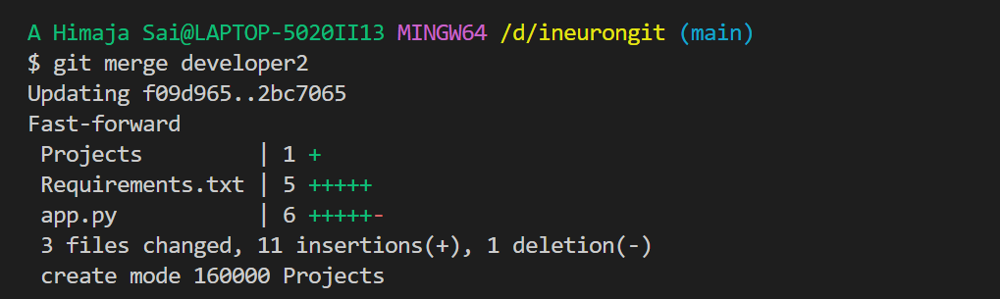 A Himaja Sai@LAPTOP-5020II13 MINGW64 /d/ineurongit (main)
$ git merge developer2
Updating f09d965..2bc7065
Fast-forward
 Projects         | 1 +
 Requirements.txt | 5 +++++
 app.py           | 6 +++++-
 3 files changed, 11 insertions(+), 1 deletion(-)
 create mode 160000 Projects